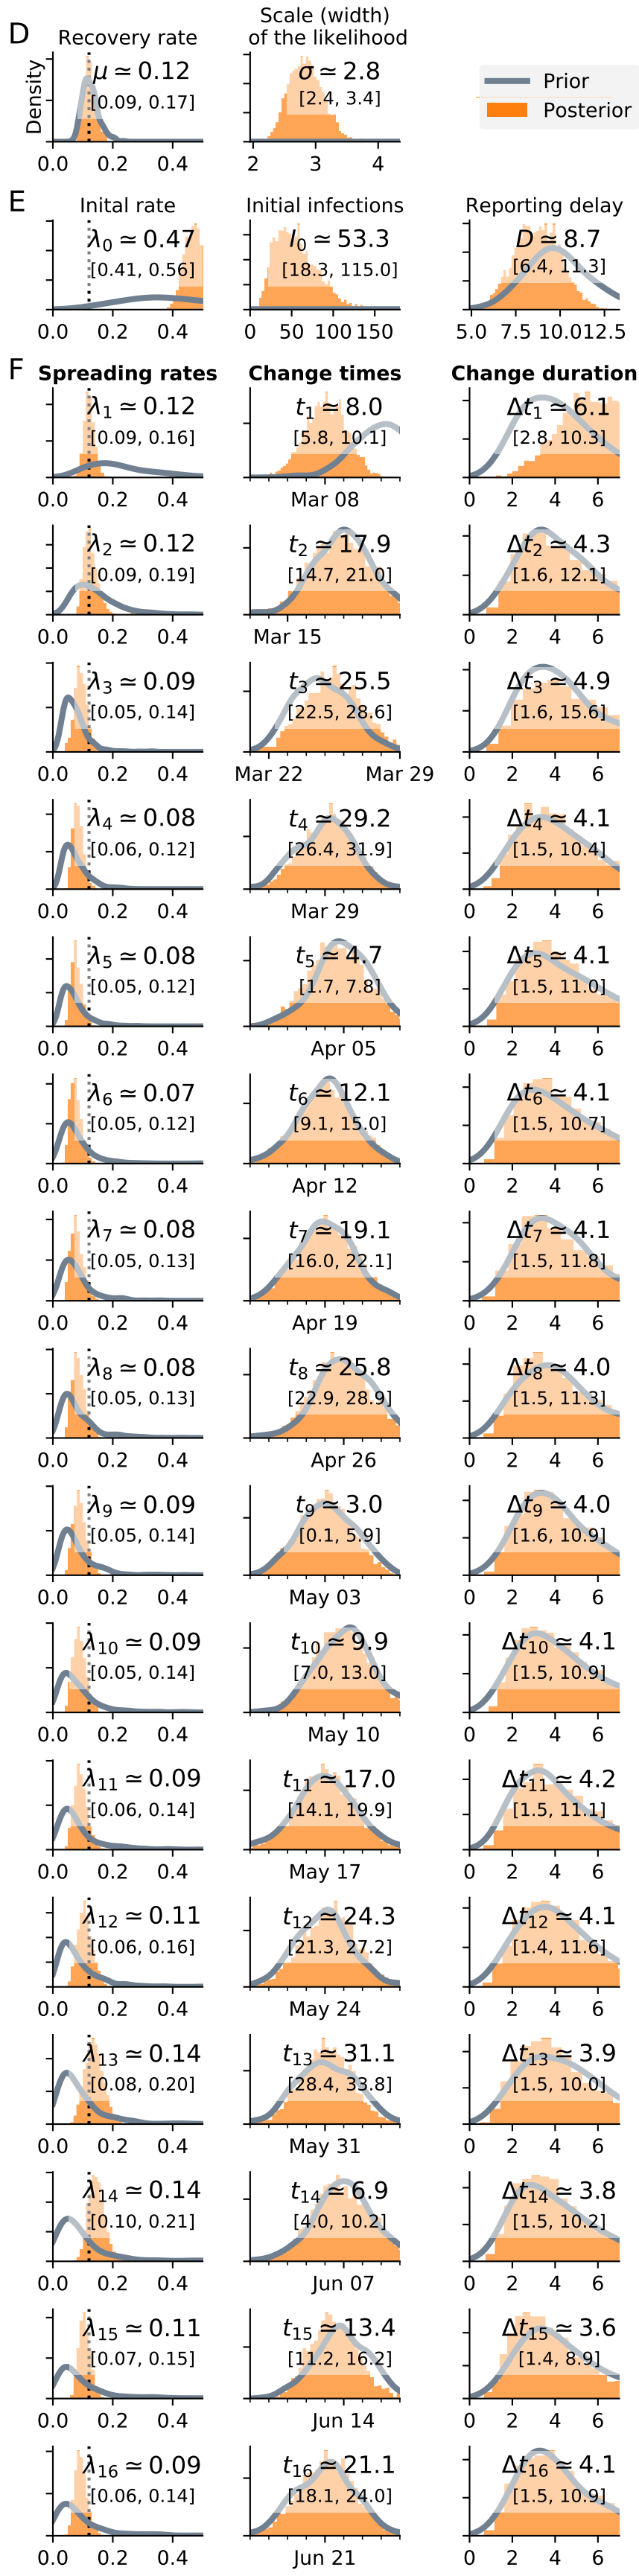 D
Recovery rate
Scale (width)
of the likelihood
Density
μ ≃ 0.12
[0.09, 0.17]
σ ≃ 2.8
[2.4, 3.4]
Prior
Posterior
0.0 0.2 0.4
2 3 4
E
Inital rate
Initial infections
Reporting delay
λ0 ≃ 0.47
[0.41, 0.56]
I0 ≃ 53.3
[18.3, 115.0]
D ≃ 8.7
[6.4, 11.3]
0.0 0.2 0.4
0 50 100 150
5.0 7.5 10.0 12.5
F
Spreading rates
Change times
Change duration
λ1 ≃ 0.12
[0.09, 0.16]
t1 ≃ 8.0
[5.8, 10.1]
Δt1 ≃ 6.1
[2.8, 10.3]
0.0 0.2 0.4
Mar 08
0 2 4 6
λ2 ≃ 0.12
[0.09, 0.19]
t2 ≃ 17.9
[14.7, 21.0]
Δt2 ≃ 4.3
[1.6, 12.1]
0.0 0.2 0.4
Mar 15
0 2 4 6
λ3 ≃ 0.09
[0.05, 0.14]
t3 ≃ 25.5
[22.5, 28.6]
Δt3 ≃ 4.9
[1.6, 15.6]
0.0 0.2 0.4
Mar 22 Mar 29
0 2 4 6
λ4 ≃ 0.08
[0.06, 0.12]
t4 ≃ 29.2
[26.4, 31.9]
Δt4 ≃ 4.1
[1.5, 10.4]
0.0 0.2 0.4
Mar 29
0 2 4 6
λ5 ≃ 0.08
[0.05, 0.12]
t5 ≃ 4.7
[1.7, 7.8]
Δt5 ≃ 4.1
[1.5, 11.0]
0.0 0.2 0.4
Apr 05
0 2 4 6
λ6 ≃ 0.07
[0.05, 0.12]
t6 ≃ 12.1
[9.1, 15.0]
Δt6 ≃ 4.1
[1.5, 10.7]
0.0 0.2 0.4
Apr 12
0 2 4 6
λ7 ≃ 0.08
[0.05, 0.13]
t7 ≃ 19.1
[16.0, 22.1]
Δt7 ≃ 4.1
[1.5, 11.8]
0.0 0.2 0.4
Apr 19
0 2 4 6
λ8 ≃ 0.08
[0.05, 0.13]
t8 ≃ 25.8
[22.9, 28.9]
Δt8 ≃ 4.0
[1.5, 11.3]
0.0 0.2 0.4
Apr 26
0 2 4 6
λ9 ≃ 0.09
[0.05, 0.14]
t9 ≃ 3.0
[0.1, 5.9]
Δt9 ≃ 4.0
[1.6, 10.9]
0.0 0.2 0.4
May 03
0 2 4 6
λ10 ≃ 0.09
[0.05, 0.14]
t10 ≃ 9.9
[7.0, 13.0]
Δt10 ≃ 4.1
[1.5, 10.9]
0.0 0.2 0.4
May 10
0 2 4 6
λ11 ≃ 0.09
[0.06, 0.14]
t11 ≃ 17.0
[14.1, 19.9]
Δt11 ≃ 4.2
[1.5, 11.1]
0.0 0.2 0.4
May 17
0 2 4 6
λ12 ≃ 0.11
[0.06, 0.16]
t12 ≃ 24.3
[21.3, 27.2]
Δt12 ≃ 4.1
[1.4, 11.6]
0.0 0.2 0.4
May 24
0 2 4 6
λ13 ≃ 0.14
[0.08, 0.20]
t13 ≃ 31.1
[28.4, 33.8]
Δt13 ≃ 3.9
[1.5, 10.0]
0.0 0.2 0.4
May 31
0 2 4 6
λ14 ≃ 0.14
[0.10, 0.21]
t14 ≃ 6.9
[4.0, 10.2]
Δt14 ≃ 3.8
[1.5, 10.2]
0.0 0.2 0.4
Jun 07
0 2 4 6
λ15 ≃ 0.11
[0.07, 0.15]
t15 ≃ 13.4
[11.2, 16.2]
Δt15 ≃ 3.6
[1.4, 8.9]
0.0 0.2 0.4
Jun 14
0 2 4 6
λ16 ≃ 0.09
[0.06, 0.14]
t16 ≃ 21.1
[18.1, 24.0]
Δt16 ≃ 4.1
[1.5, 10.9]
0.0 0.2 0.4
Jun 21
0 2 4 6